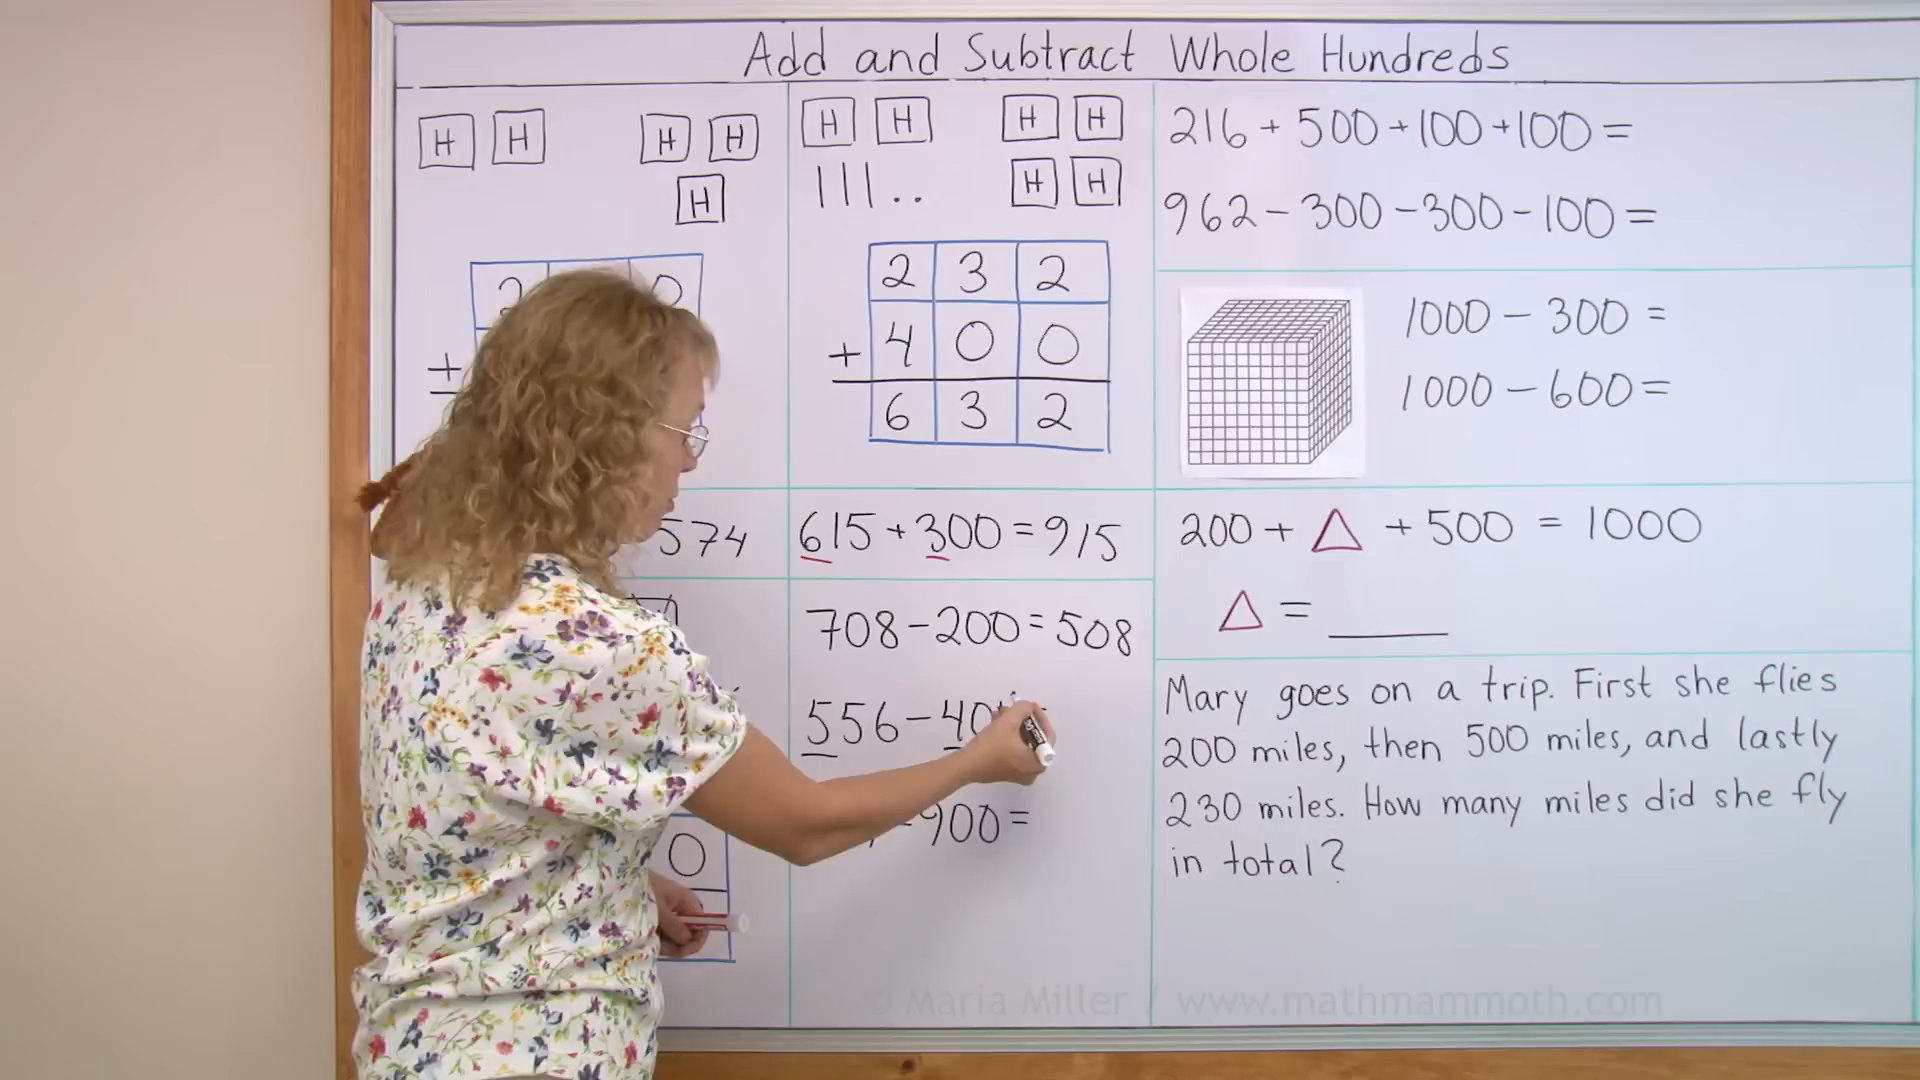 Add and Subtract Whole Hundreds
H H
H H
H
+
574
H H
H H
H H
2 3 2
+ 4 0 0
6 3 2
615 + 300 = 915
708 - 200 = 508
556 - 40
900 =
0
216 + 500 + 100 + 100 =
962 - 300 - 300 - 100 =
1000 - 300 =
1000 - 600 =
200 + △ + 500 = 1000
△ = ______
Mary goes on a trip. First she flies
200 miles, then 500 miles, and lastly
230 miles. How many miles did she fly
in total?
© Maria Miller / www.mathmammoth.com